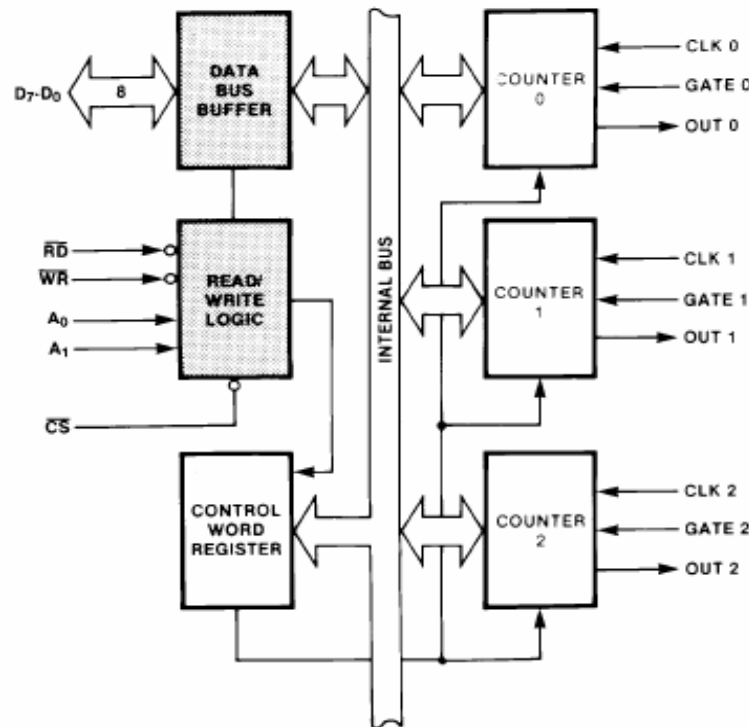 D7-D0
8
DATA
BUS
BUFFER
RD
WR
A0
A1
CS
READ/
WRITE
LOGIC
CONTROL
WORD
REGISTER
INTERNAL BUS
COUNTER
0
CLK 0
GATE 0
OUT 0
COUNTER
1
CLK 1
GATE 1
OUT 1
COUNTER
2
CLK 2
GATE 2
OUT 2